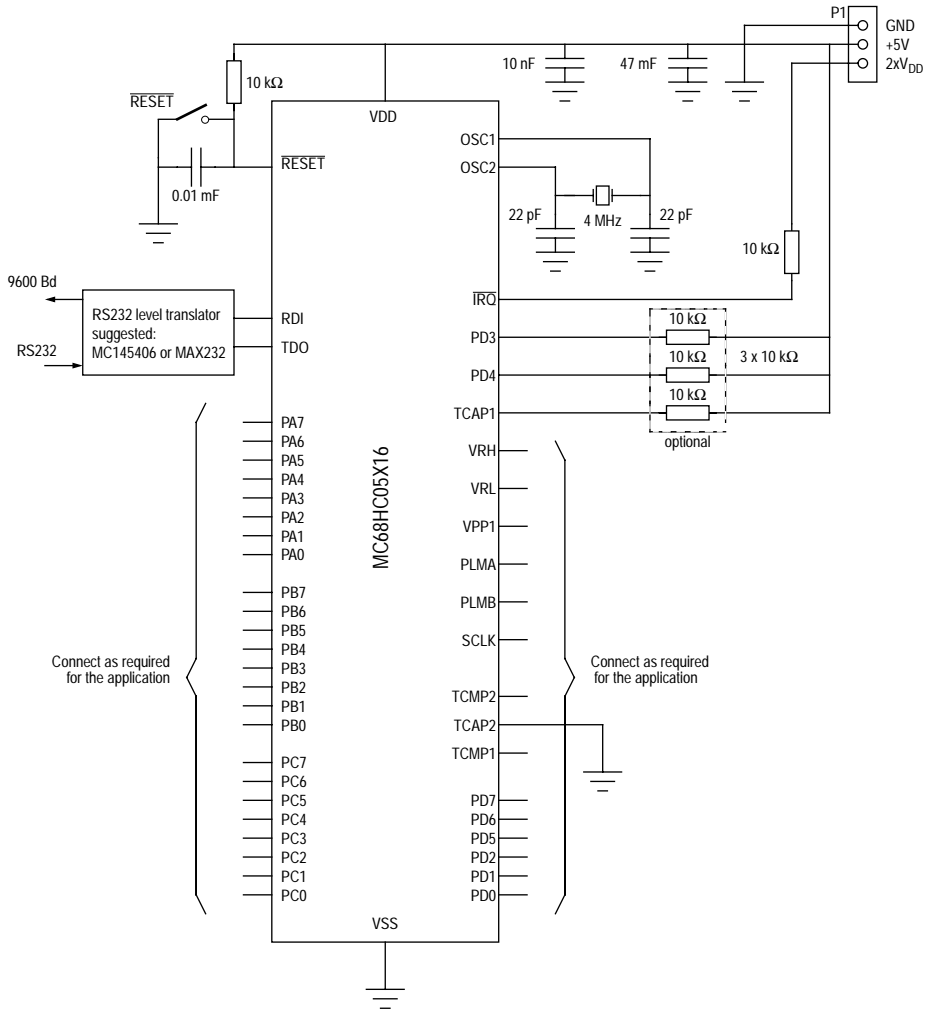 P1
GND
+5V
2xVDD
10 nF
47 mF
10 kΩ
RESET
VDD
OSC1
RESET
OSC2
0.01 mF
22 pF
4 MHz
22 pF
10 kΩ
9600 Bd
RS232 level translator
suggested:
MC145406 or MAX232
RS232
RDI
TDO
IRQ
10 kΩ
PD3
10 kΩ
3 x 10 kΩ
PD4
10 kΩ
TCAP1
optional
MC68HC05X16
PA7
PA6
PA5
PA4
PA3
PA2
PA1
PA0
PB7
PB6
PB5
PB4
PB3
PB2
PB1
PB0
PC7
PC6
PC5
PC4
PC3
PC2
PC1
PC0
Connect as required
for the application
VRH
VRL
VPP1
PLMA
PLMB
SCLK
TCMP2
TCAP2
TCMP1
PD7
PD6
PD5
PD2
PD1
PD0
Connect as required
for the application
VSS